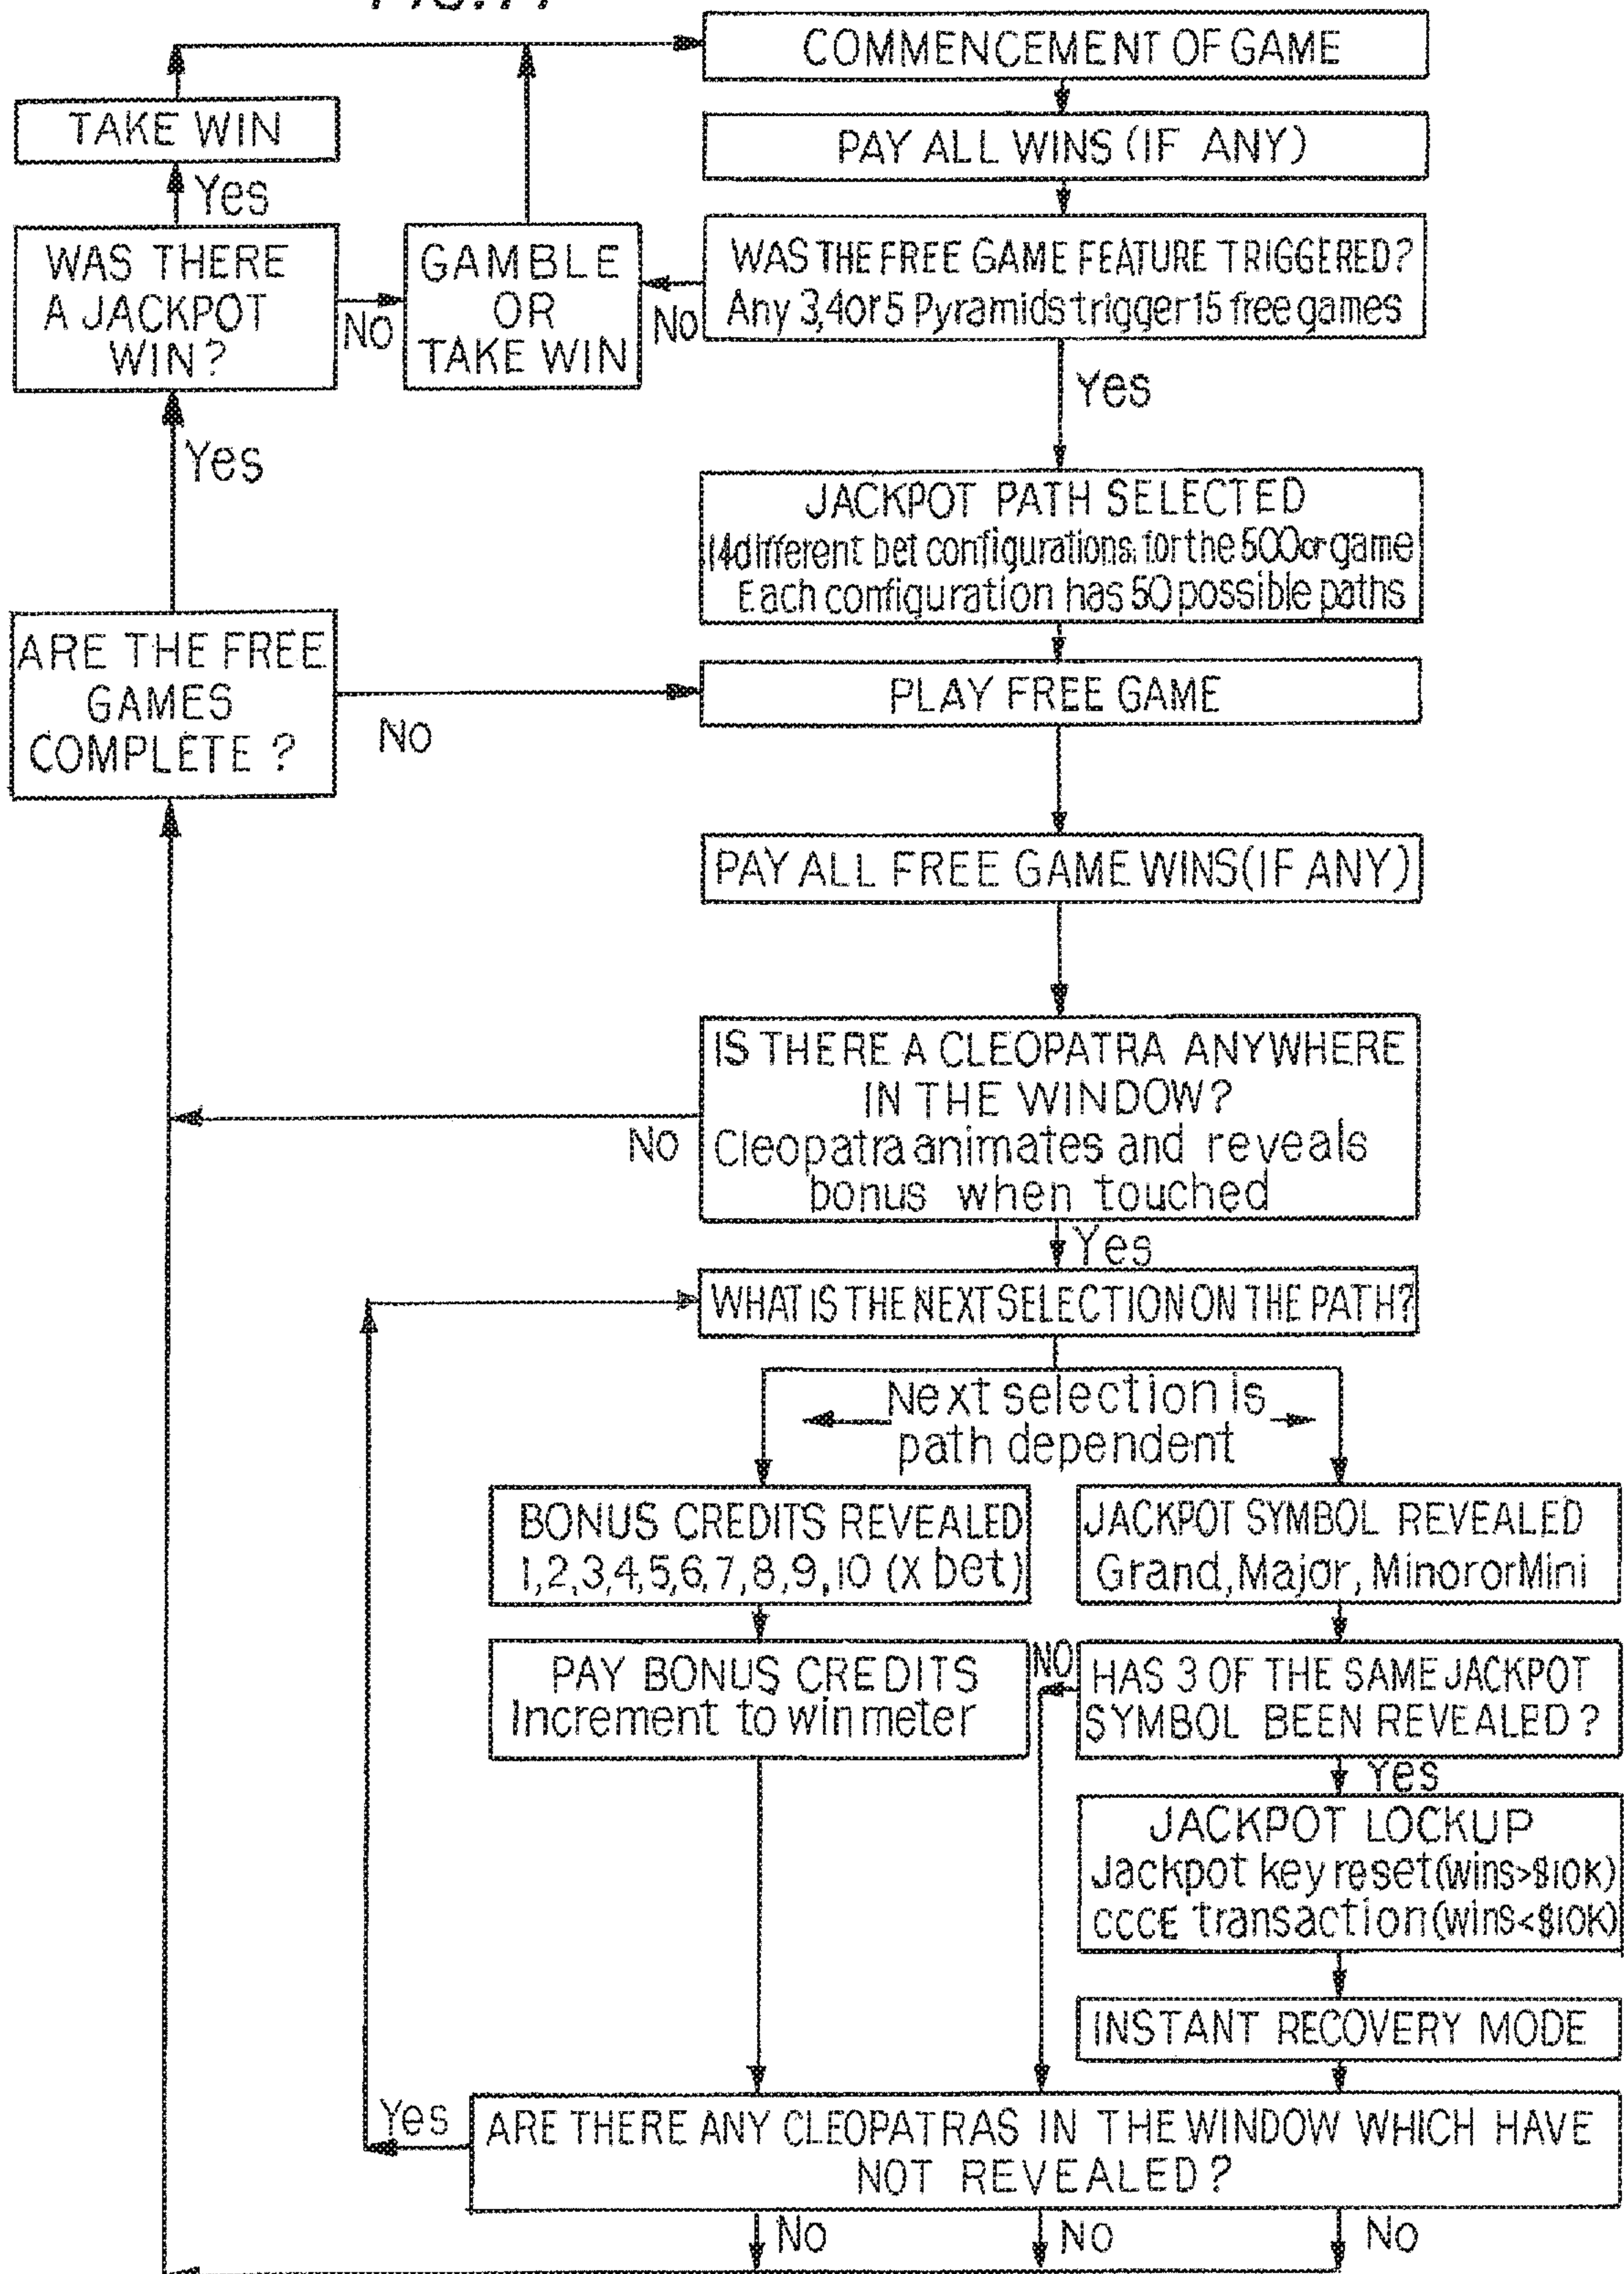 COMMENCEMENT OF GAME
TAKE WIN
PAY ALL WINS (IF ANY)
Yes
WAS THERE
A JACKPOT
WIN?
No
GAMBLE
OR
TAKE WIN
No
WAS THE FREE GAME FEATURE TRIGGERED?
Any 3,4 or 5 Pyramids trigger 15 free games
Yes
Yes
JACKPOT PATH SELECTED
14 different bet configurations for the 500cr game
Each configuration has 50 possible paths
ARE THE FREE
GAMES
COMPLETE ?
No
PLAY FREE GAME
PAY ALL FREE GAME WINS (IF ANY)
IS THERE A CLEOPATRA ANYWHERE
IN THE WINDOW?
Cleopatra animates and reveals
bonus when touched
No
Yes
WHAT IS THE NEXT SELECTION ON THE PATH?
Next selection is
path dependent
BONUS CREDITS REVEALED
1,2,3,4,5,6,7,8,9,10 (X bet)
JACKPOT SYMBOL REVEALED
Grand, Major, Minor or Mini
PAY BONUS CREDITS
Increment to win meter
NO
HAS 3 OF THE SAME JACKPOT
SYMBOL BEEN REVEALED ?
Yes
JACKPOT LOCKUP
Jackpot key reset (wins>$10K)
CCCE transaction (wins<$10K)
INSTANT RECOVERY MODE
Yes
ARE THERE ANY CLEOPATRAS IN THE WINDOW WHICH HAVE
NOT REVEALED ?
No
No
No